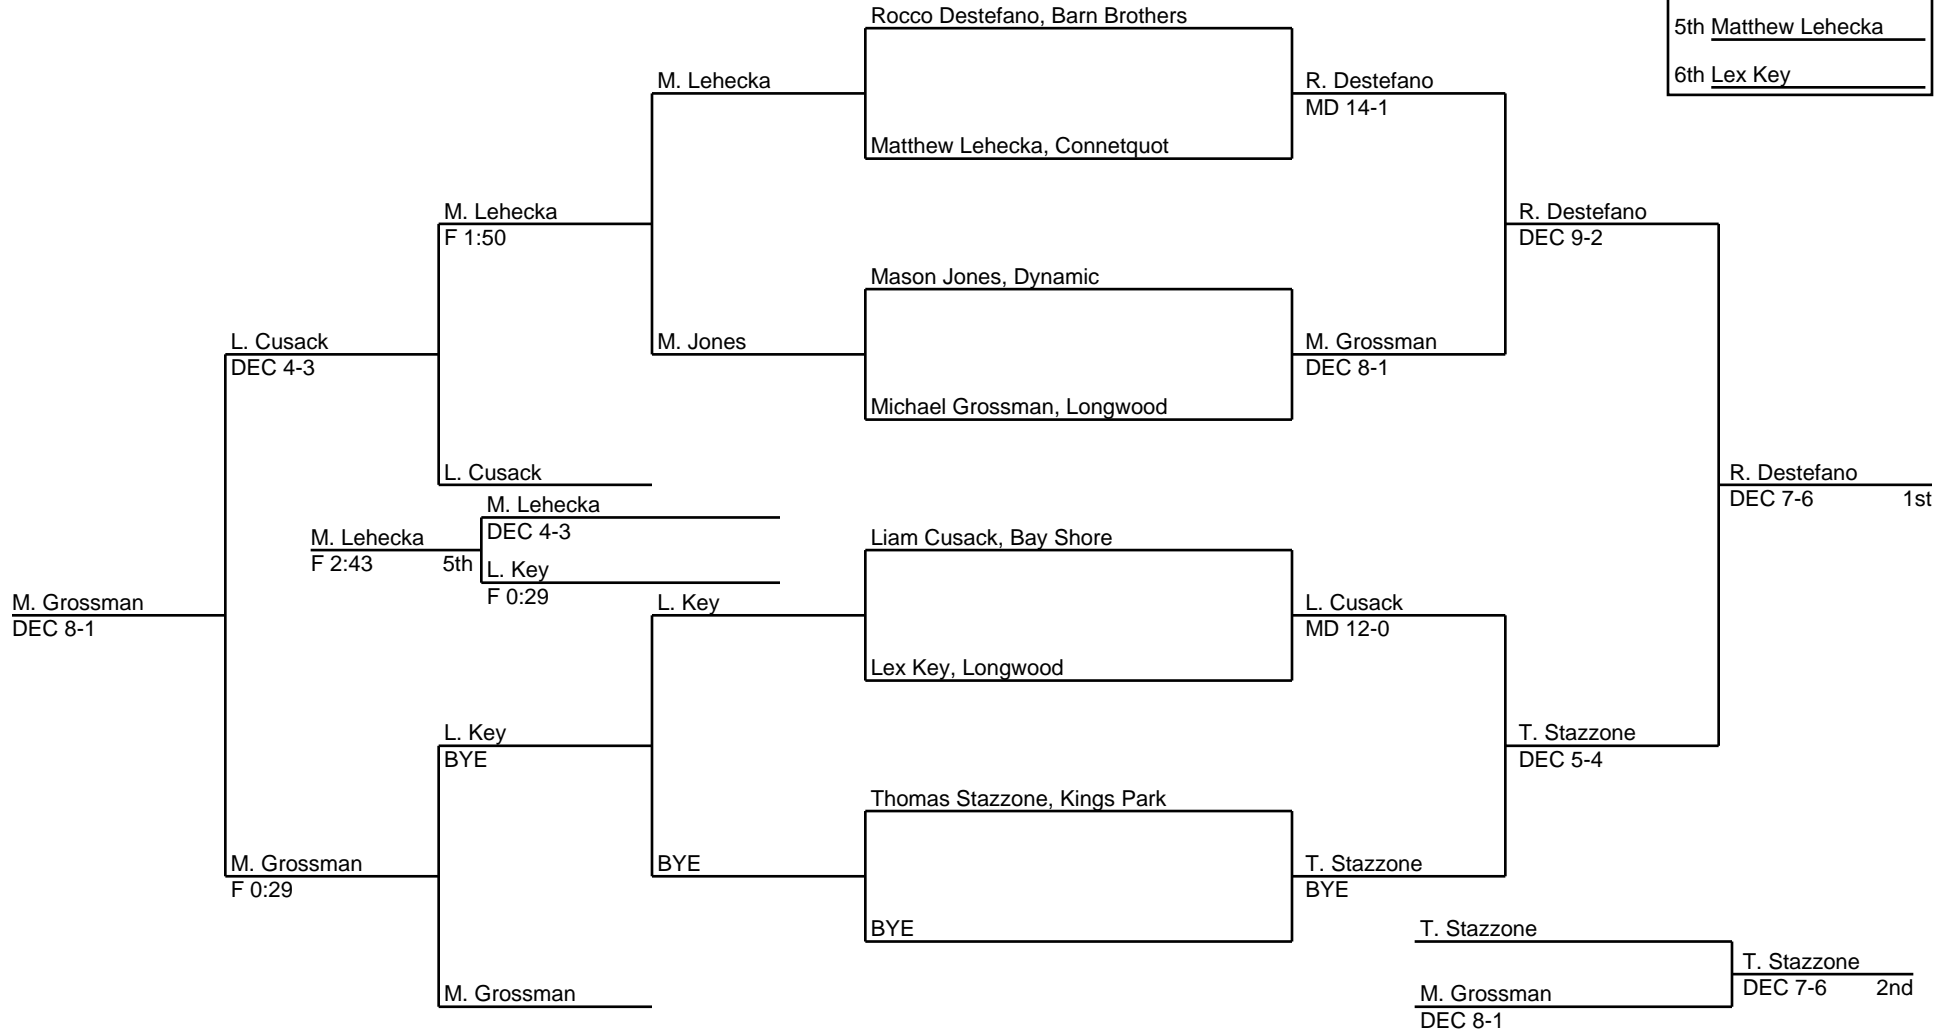 Rocco Destefano, Barn Brothers
5th Matthew Lehecka
M. Lehecka
R. Destefano
6th Lex Key
MD 14-1
Matthew Lehecka, Connetquot
M. Lehecka
R. Destefano
F 1:50
DEC 9-2
Mason Jones, Dynamic
L. Cusack
M. Jones
M. Grossman
DEC 4-3
DEC 8-1
Michael Grossman, Longwood
L. Cusack
R. Destefano
DEC 7-6 1st
M. Lehecka
DEC 4-3
M. Lehecka
F 2:43 5th
Liam Cusack, Bay Shore
L. Key
F 0:29
M. Grossman
DEC 8-1
L. Key
L. Cusack
MD 12-0
Lex Key, Longwood
L. Key
BYE
T. Stazzone
DEC 5-4
Thomas Stazzone, Kings Park
M. Grossman
F 0:29
BYE
T. Stazzone
BYE
BYE
T. Stazzone
T. Stazzone
DEC 7-6 2nd
M. Grossman
M. Grossman
DEC 8-1